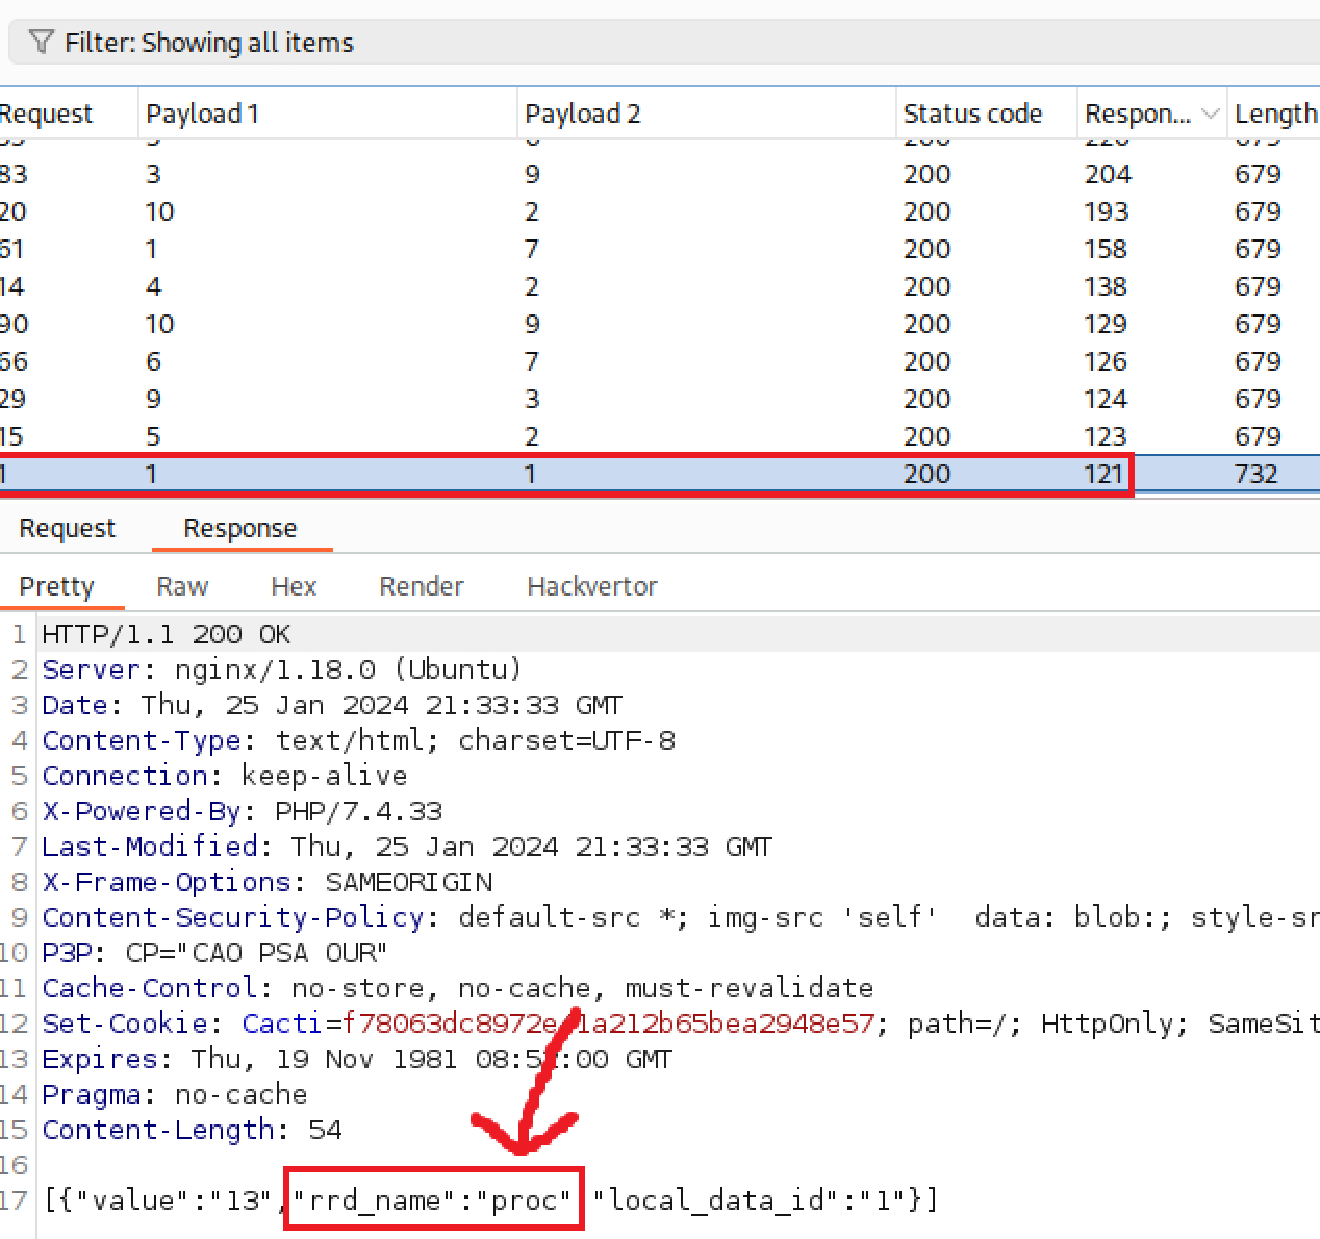 Filter: Showing all items
Request Payload 1 Payload 2 Status code Respon... Length
83 3 9 200 204 679
20 10 2 200 193 679
61 1 7 200 158 679
14 4 2 200 138 679
90 10 9 200 129 679
66 6 7 200 126 679
29 9 3 200 124 679
15 5 2 200 123 679
1 1 1 200 121 732
Request Response
Pretty Raw Hex Render Hackvertor
1 HTTP/1.1 200 OK
2 Server: nginx/1.18.0 (Ubuntu)
3 Date: Thu, 25 Jan 2024 21:33:33 GMT
4 Content-Type: text/html; charset=UTF-8
5 Connection: keep-alive
6 X-Powered-By: PHP/7.4.33
7 Last-Modified: Thu, 25 Jan 2024 21:33:33 GMT
8 X-Frame-Options: SAMEORIGIN
9 Content-Security-Policy: default-src *; img-src 'self' data: blob:; style-sr
10 P3P: CP="CAO PSA OUR"
11 Cache-Control: no-store, no-cache, must-revalidate
12 Set-Cookie: ; path=/; HttpOnly; SameSit
13 Expires: Thu, 19 Nov 1981 GMT
14 Pragma: no-cache
15 Content-Length: 54
16
17 [{"value":"13","rrd_name":"proc" "local_data_id":"1"}]